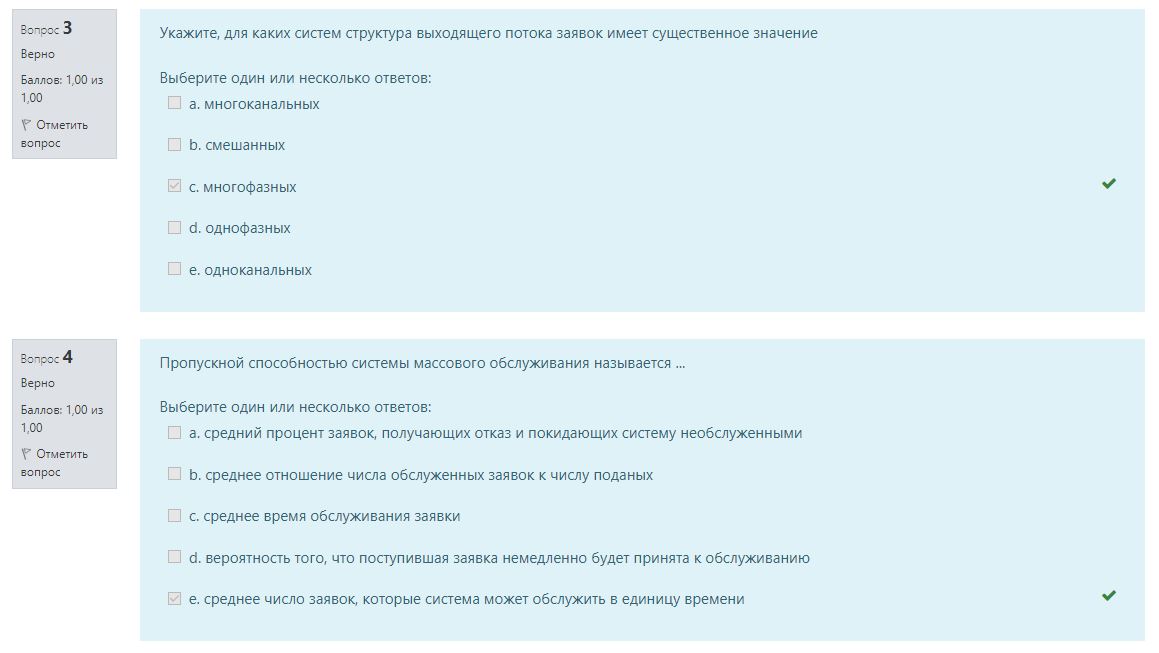 Вопрос 3
Верно
Баллов: 1,00 из
1,00
Отметить
вопрос
Укажите, для каких систем структура выходящего потока заявок имеет существенное значение
Выберите один или несколько ответов:
a. многоканальных
b. смешанных
c. многофазных
d. однофазных
e. одноканальных
Вопрос 4
Верно
Баллов: 1,00 из
1,00
Отметить
вопрос
Пропускной способностью системы массового обслуживания называется ...
Выберите один или несколько ответов:
a. средний процент заявок, получающих отказ и покидающих систему необслуженными
b. среднее отношение числа обслуженных заявок к числу поданых
c. среднее время обслуживания заявки
d. вероятность того, что поступившая заявка немедленно будет принята к обслуживанию
e. среднее число заявок, которые система может обслужить в единицу времени